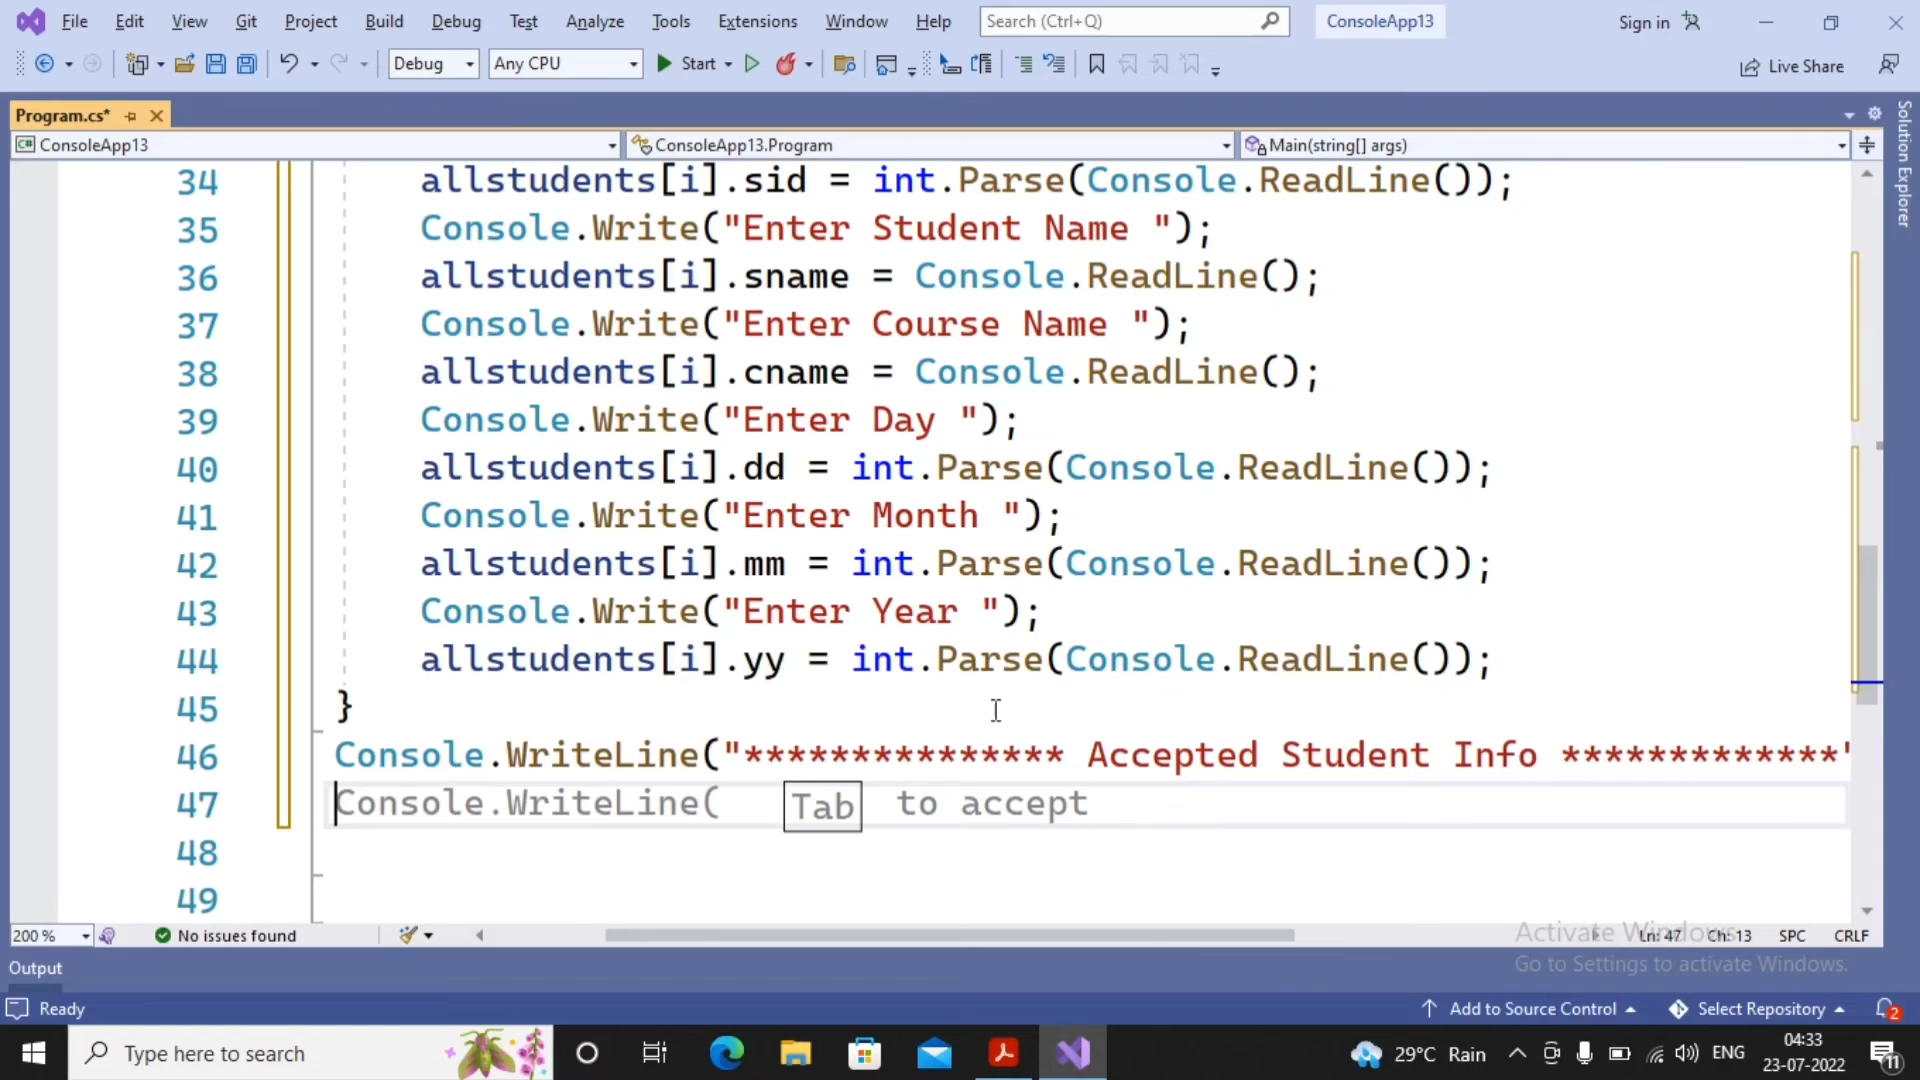 File Edit View Git Project Build Debug Test Analyze Tools Extensions Window Help Search (Ctrl+Q) ConsoleApp13 Sign in
Debug Any CPU Start Live Share
Program.cs*
C# ConsoleApp13 ConsoleApp13.Program Main(string[] args)
Solution Explorer
34 allstudents[i].sid = int.Parse(Console.ReadLine());
35 Console.Write("Enter Student Name ");
36 allstudents[i].sname = Console.ReadLine();
37 Console.Write("Enter Course Name ");
38 allstudents[i].cname = Console.ReadLine();
39 Console.Write("Enter Day ");
40 allstudents[i].dd = int.Parse(Console.ReadLine());
41 Console.Write("Enter Month ");
42 allstudents[i].mm = int.Parse(Console.ReadLine());
43 Console.Write("Enter Year ");
44 allstudents[i].yy = int.Parse(Console.ReadLine());
45 }
46 Console.WriteLine("*************** Accepted Student Info *************"
47 Console.WriteLine( Tab to accept
48
49
200 % No issues found Ln: 47 Ch: 13 SPC CRLF
Activate Windows
Go to Settings to activate Windows.
Output
Ready Add to Source Control Select Repository 2
Type here to search 29°C Rain ENG 04:33
23-07-2022 11